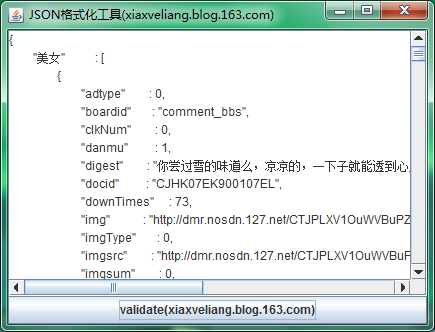 JSON格式化工具(xiaxveliang.blog.163.com)
{
"美女" : [
{
"adtype" : 0,
"boardid" : "comment_bbs",
"clkNum" : 0,
"danmu" : 1,
"digest" : "你尝过雪的味道么，凉凉的，一下子就能透到心
"docid" : "CJHK07EK900107EL",
"downTimes" : 73,
"img" : "http://dmr.nosdn.127.net/CTJPLXV1OuWVBuPZ
"imgType" : 0,
"imgsrc" : "http://dmr.nosdn.127.net/CTJPLXV1OuWVBuP
"imgsum" : 0,
validate(xiaxveliang.blog.163.com)